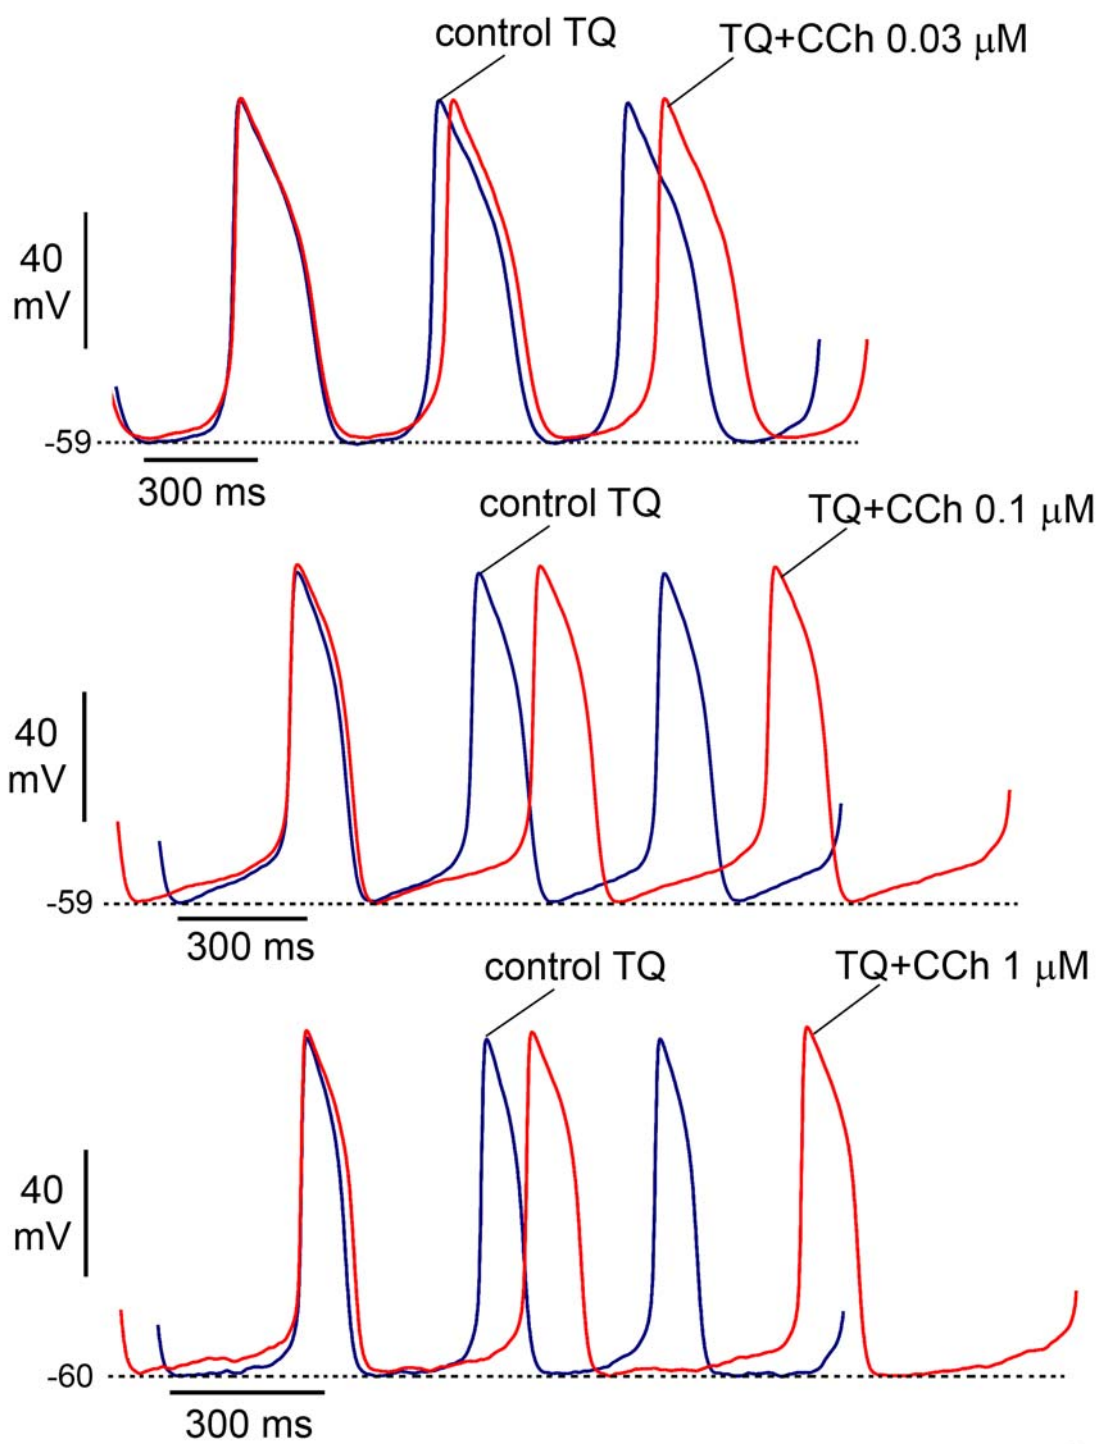 control TQ
TQ+CCh 0.03 μM
40
mV
-59
300 ms
control TQ
TQ+CCh 0.1 μM
40
mV
-59
300 ms
control TQ
TQ+CCh 1 μM
40
mV
-60
300 ms